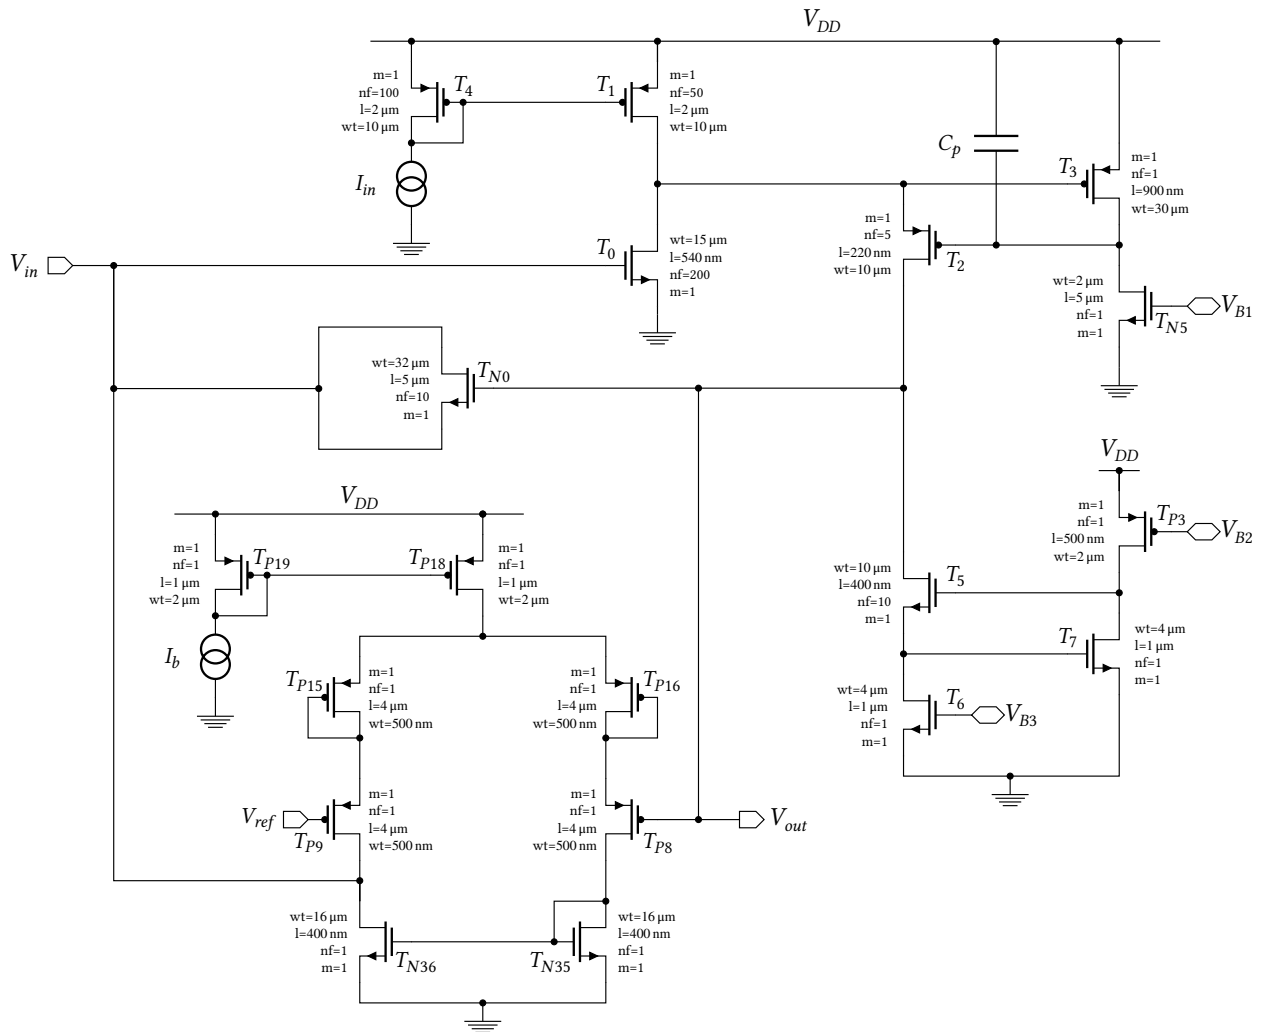 V_DD
m=1
nf=100
l=2 μm
wt=10 μm
T_4
T_1
m=1
nf=50
l=2 μm
wt=10 μm
C_p
T_3
m=1
nf=1
l=900 nm
wt=30 μm
I_in
m=1
nf=5
l=220 nm
wt=10 μm
T_2
T_0
wt=15 μm
l=540 nm
nf=200
m=1
V_in
wt=2 μm
l=5 μm
nf=1
m=1
T_N5
V_B1
wt=32 μm
l=5 μm
nf=10
m=1
T_N0
V_DD
m=1
nf=1
l=500 nm
wt=2 μm
T_P3
V_B2
V_DD
m=1
nf=1
l=1 μm
wt=2 μm
T_P19
T_P18
m=1
nf=1
l=1 μm
wt=2 μm
wt=10 μm
l=400 nm
nf=10
m=1
T_5
I_b
T_7
wt=4 μm
l=1 μm
nf=1
m=1
T_P15
m=1
nf=1
l=4 μm
wt=500 nm
m=1
nf=1
l=4 μm
wt=500 nm
T_P16
wt=4 μm
l=1 μm
nf=1
m=1
T_6
V_B3
V_ref
T_P9
m=1
nf=1
l=4 μm
wt=500 nm
m=1
nf=1
l=4 μm
wt=500 nm
T_P8
V_out
wt=16 μm
l=400 nm
nf=1
m=1
T_N36
T_N35
wt=16 μm
l=400 nm
nf=1
m=1